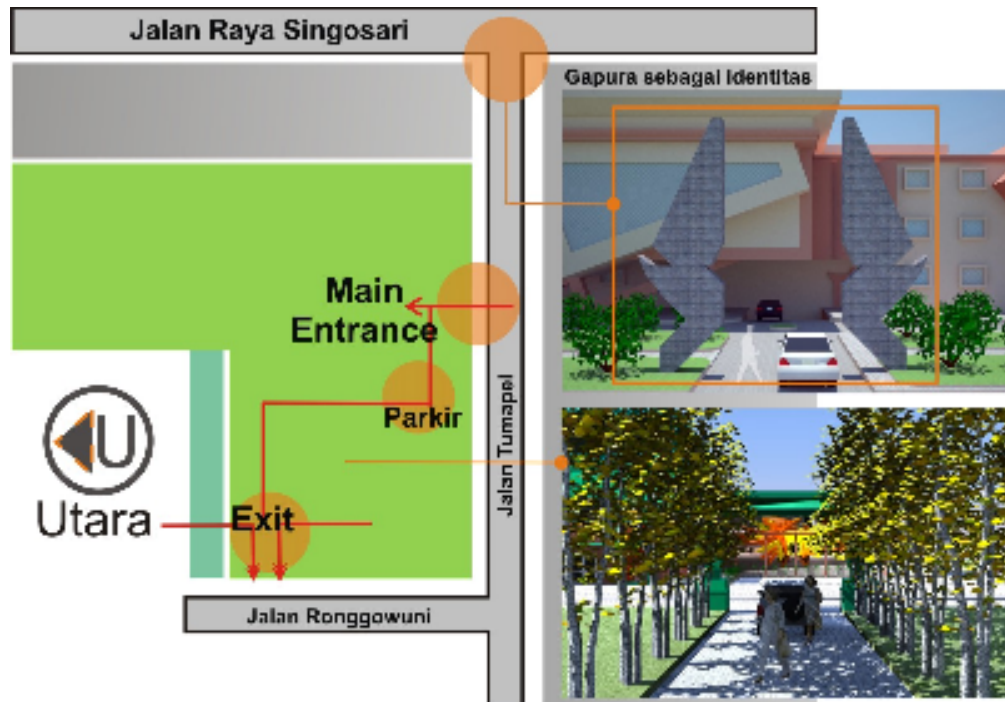 Jalan Raya Singosari
Gapura sebagai Identitas
Main
Entrance
Parkir
Jalan Tumapel
U
Utara
Exit
Jalan Ronggowuni